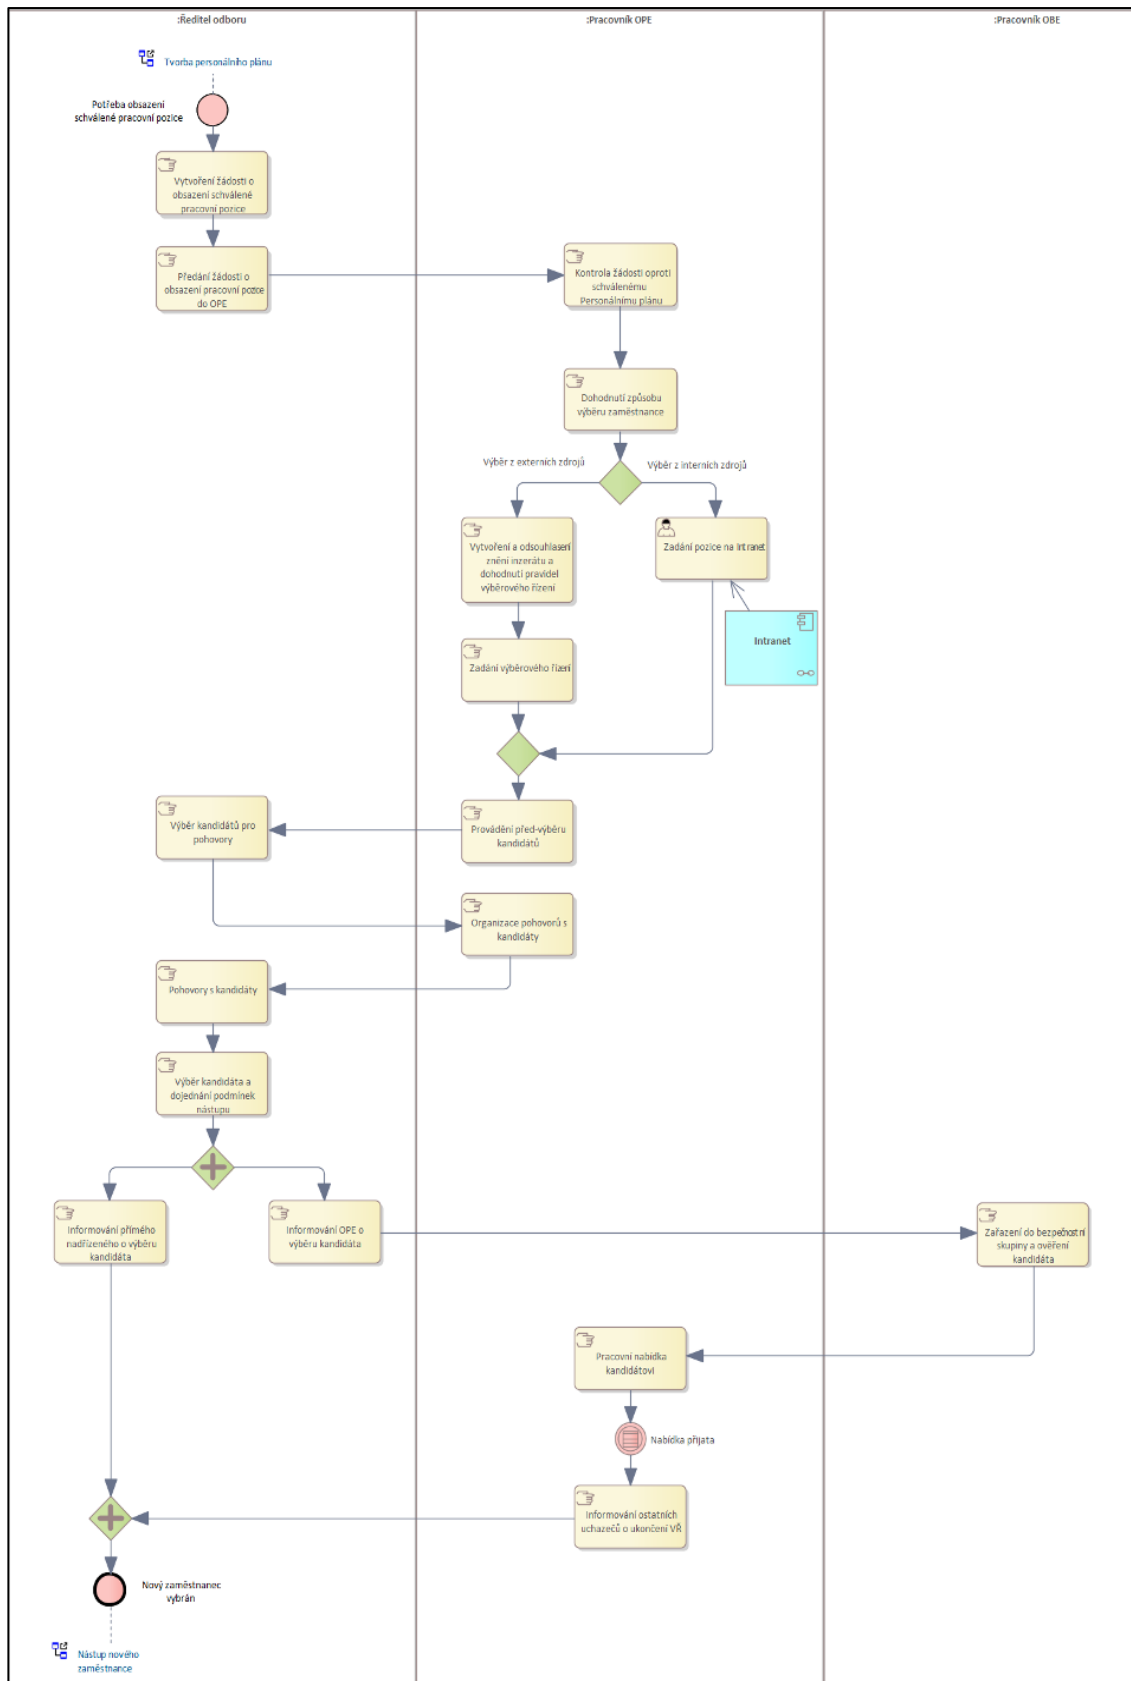 :Ředitel odboru
:Pracovník OPE
:Pracovník OBE
Tvorba personálního plánu
Potřeba obsazení
schválené pracovní pozice
Vytvoření žádosti o
obsazení schválené
pracovní pozice
Předání žádosti o
obsazení pracovní pozice
do OPE
Kontrola žádosti oproti
schválenému
Personálnímu plánu
Dohodnutí způsobu
výběru zaměstnance
Výběr z externích zdrojů
Výběr z interních zdrojů
Vytvoření a odsouhlasení
znění inzerátu a
dohodnutí pravidel
výběrového řízení
Zadání pozice na Intranet
Intranet
Zadání výběrového řízení
Výběr kandidátů pro
pohovory
Provádění před-výběru
kandidátů
Organizace pohovorů s
kandidáty
Pohovory s kandidáty
Výběr kandidáta a
dojednání podmínek
nástupu
Informování přímého
nadřízeného o výběru
kandidáta
Informování OPE o
výběru kandidáta
Zařazení do bezpečnostní
skupiny a ověření
kandidáta
Pracovní nabídka
kandidátovi
Nabídka přijata
Informování ostatních
uchazečů o ukončení VŘ
Nový zaměstnanec
vybrán
Nástup nového
zaměstnance